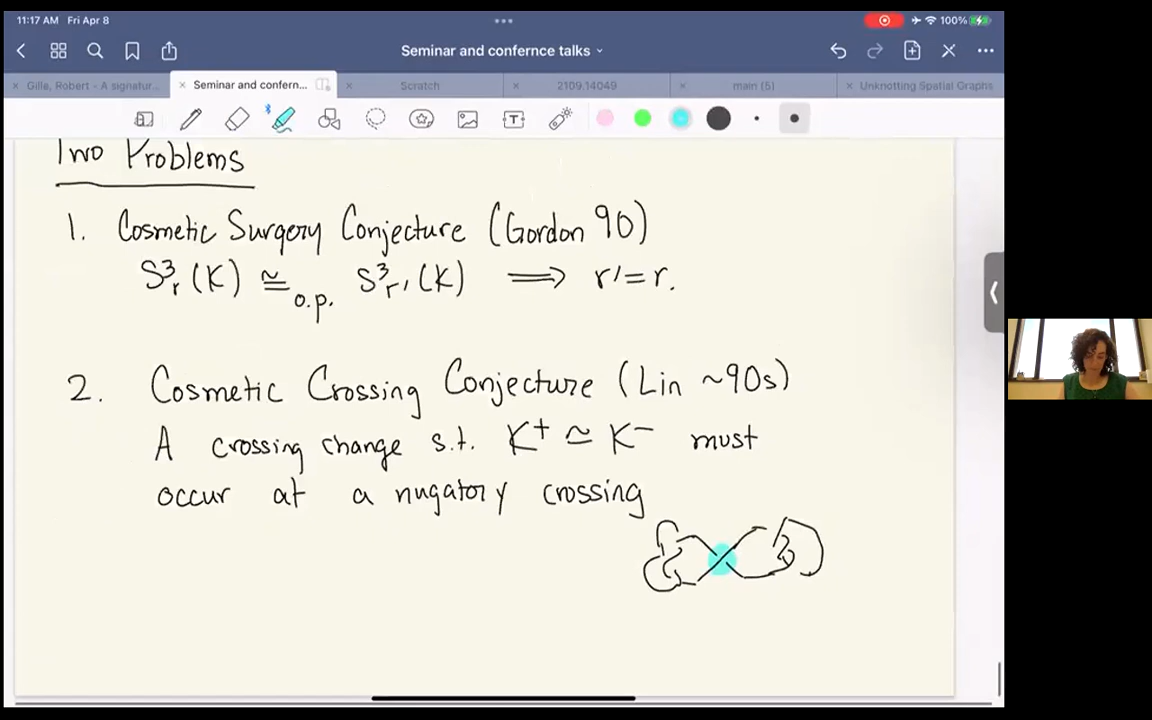 11:17 AM Fri Apr 8
100%
Seminar and confernce talks
Gille, Robert - A signatur...
Seminar and confern...
Scratch
2109.14049
main (5)
Unknotting Spatial Graphs
Two Problems
1. Cosmetic Surgery Conjecture (Gordon 90)
S³ᵣ(K) ≅ₒ.ₚ. S³ᵣ′(K) ⟹ r′=r.
2. Cosmetic Crossing Conjecture (Lin ~90s)
A crossing change s.t. K⁺ ≃ K⁻ must
occur at a nugatory crossing